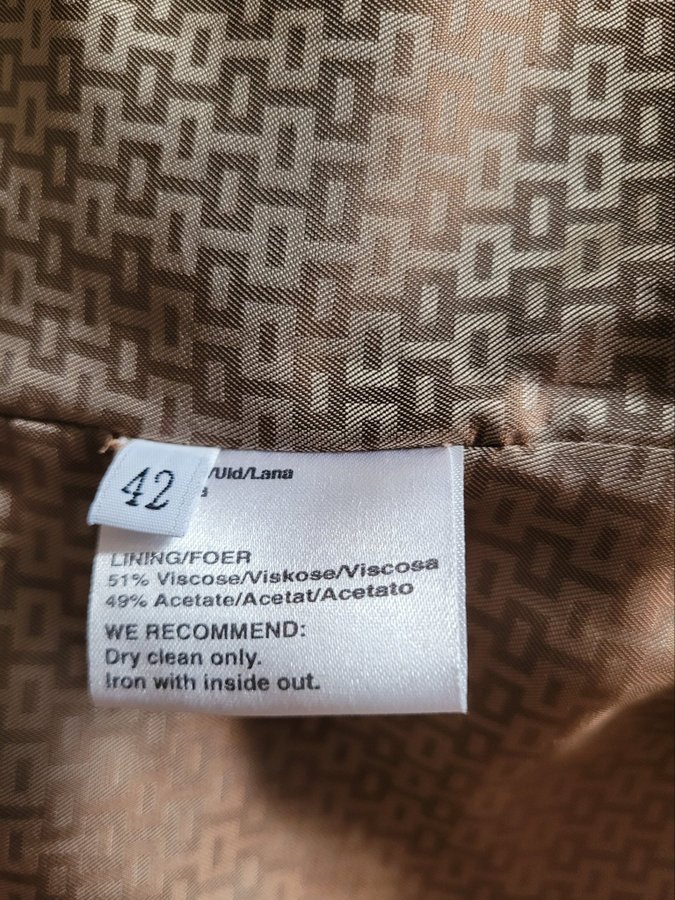 42
/Uld/Lana
LINING/FOER
51% Viscose/Viskose/Viscosa
49% Acetate/Acetat/Acetato
WE RECOMMEND:
Dry clean only.
Iron with inside out.